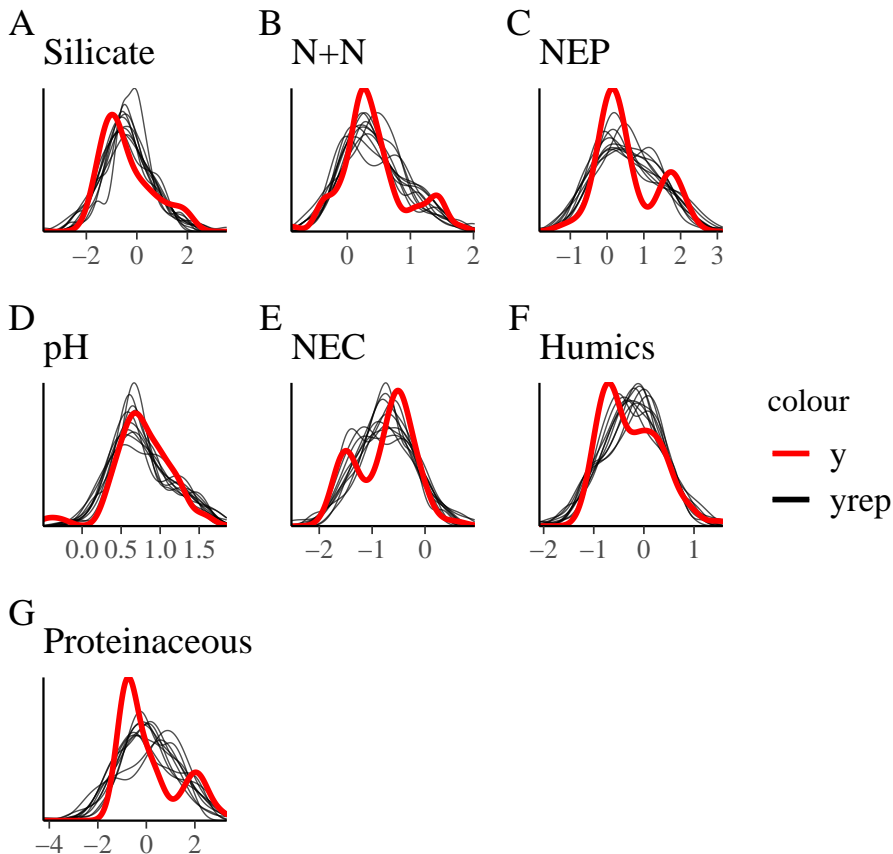 A
Silicate
−2 0 2
B
N+N
0 1 2
C
NEP
−1 0 1 2 3
D
pH
0.0 0.5 1.0 1.5
E
NEC
−2 −1 0
F
Humics
−2 −1 0 1
colour
y
yrep
G
Proteinaceous
−4 −2 0 2